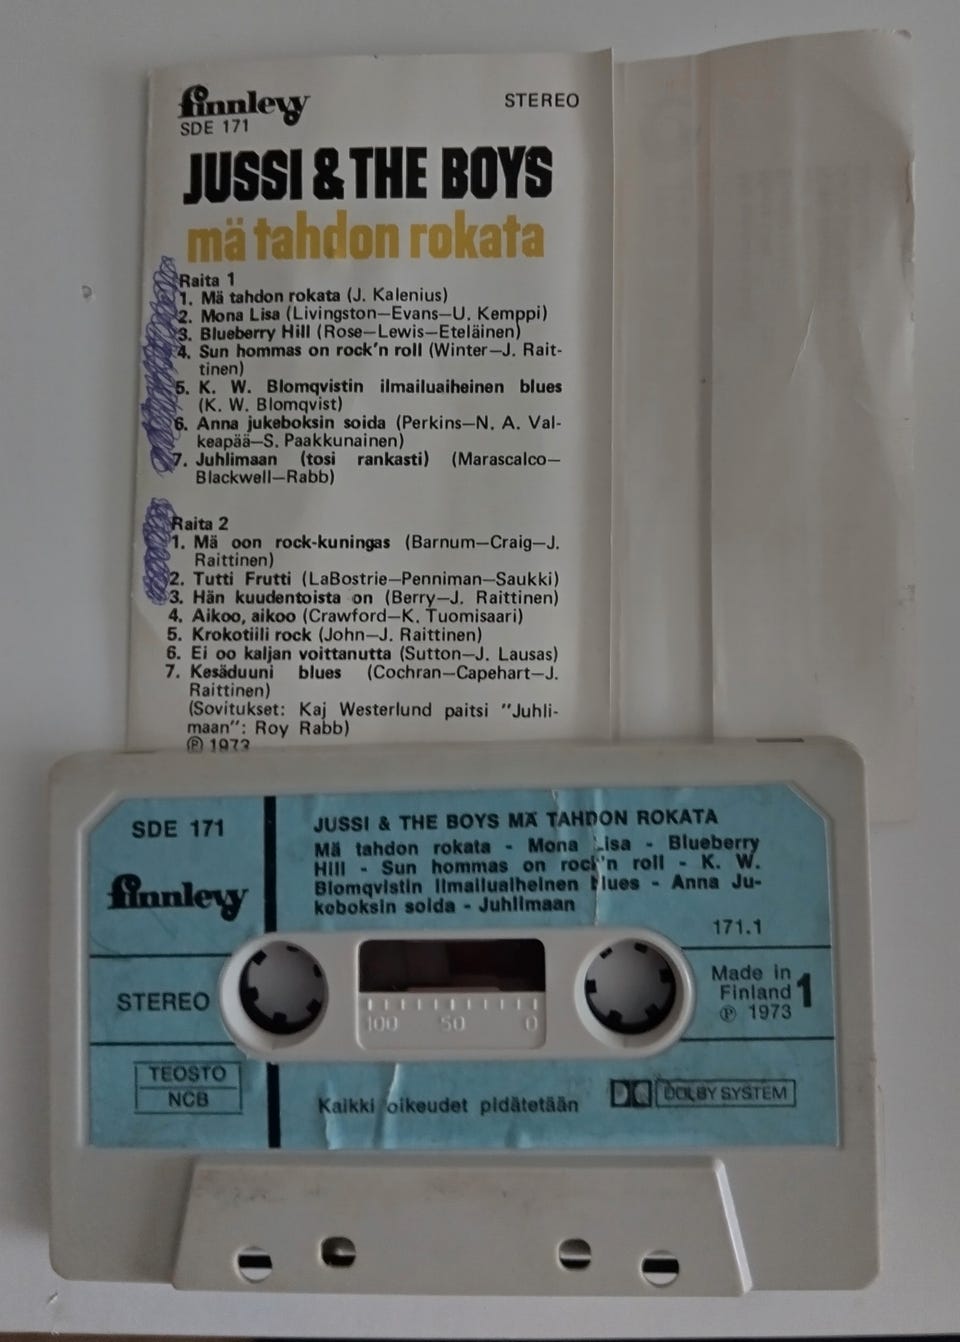 finnlevy
STEREO
SDE 171
JUSSI & THE BOYS
mä tahdon rokata
Raita 1
1. Mä tahdon rokata (J. Kalenius)
2. Mona Lisa (Livingston—Evans—U. Kemppi)
3. Blueberry Hill (Rose—Lewis—Eteläinen)
4. Sun hommas on rock'n roll (Winter—J. Rait-
tinen)
5. K. W. Blomqvistin ilmailuaiheinen blues
(K. W. Blomqvist)
6. Anna jukeboksin soida (Perkins—N. A. Val-
keapää—S. Paakkunainen)
7. Juhlimaan (tosi rankasti) (Marascalco—
Blackwell—Rabb)
Raita 2
1. Mä oon rock-kuningas (Barnum—Craig—J.
Raittinen)
2. Tutti Frutti (LaBostrie—Penniman—Saukki)
3. Hän kuudentoista on (Berry—J. Raittinen)
4. Aikoo, aikoo (Crawford—K. Tuomisaari)
5. Krokotiili rock (John—J. Raittinen)
6. Ei oo kaljan voittanutta (Sutton—J. Lausas)
7. Kesäduuni blues (Cochran—Capehart—J.
Raittinen)
(Sovitukset: Kaj Westerlund paitsi "Juhli-
maan": Roy Rabb)
℗ 1973
SDE 171
finnlevy
JUSSI & THE BOYS MÄ TAHDON ROKATA
Mä tahdon rokata - Mona Lisa - Blueberry
Hill - Sun hommas on rock'n roll - K. W.
Blomqvistin ilmailuaiheinen blues - Anna Ju-
keboksin soida - Juhlimaan
171.1
STEREO
100 50 0
Made in
Finland 1
℗ 1973
TEOSTO
NCB
Kaikki oikeudet pidätetään
DOLBY SYSTEM